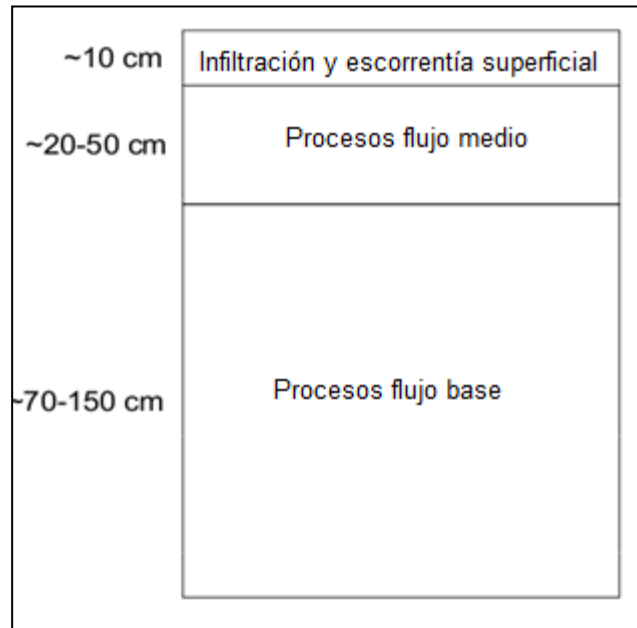 ~10 cm
Infiltración y escorrentía superficial
~20-50 cm
Procesos flujo medio
~70-150 cm
Procesos flujo base